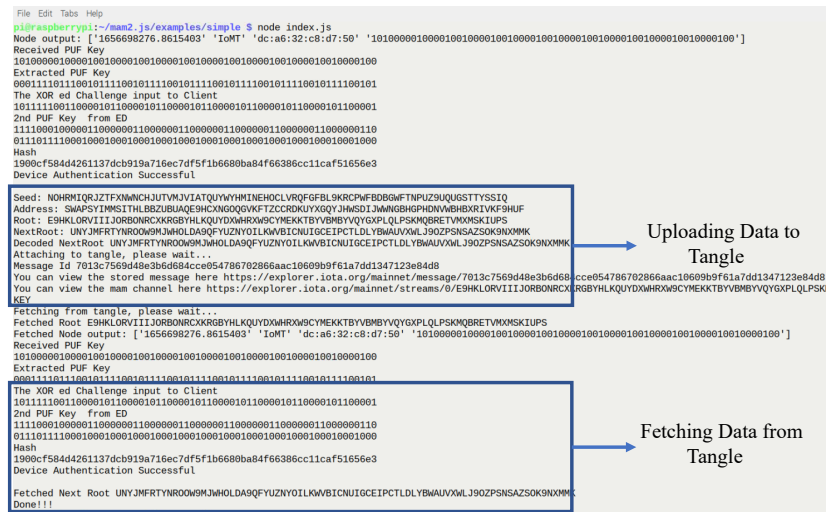 File Edit Tabs Help
pi@raspberrypi:~/mam2.js/examples/simple $ node index.js
Node output: ['1656698276.8615403' 'IoMT' 'dc:a6:32:c8:d7:50' '1010000010000100100001001000010010000100100001001000010010000100']
Received PUF Key
1010000010000100100001001000010010000100100001001000010010000100
Extracted PUF Key
0001111011100101111001011110010111100101111001011110010111100101
The XOR ed Challenge input to Client
1011111001100001011000010110000101100001011000010110000101100001
2nd PUF Key from ED
1111000100000110000001100000011000000110000001100000011000000110
0111011110001000100010001000100010001000100010001000100010001000
Hash
1900cf584d4261137dcb919a716ec7df5f1b6680ba84f66386cc11caf51656e3
Device Authentication Successful
Seed: NOHRMIQRJZTFXNWNCHJUTVMJVIATQUYWYHMINEHOCLVRQFGFBL9KRCPWFBDBGWFTNPUZ9UQUGSTTYSSIQ
Address: SWAPSYIMMSITHLBBZUBUAQE9HCXNGOQGVKFTZCCRDKUYXGQYJHWSDIJWWNGBHGPHDNVWBHBXRIVKF9HUF
Root: E9HKLORVIIIJORBONRCXKRGBYHLKQUYDXWHRXW9CYMEKKTBYVBMBYVQYGXPLQLPSKMQBRETVMXMSKIUPS
NextRoot: UNYJMFRTYNROOW9MJWHOLDA9QFYUZNYOILKWVBICNUIGCEIPCTLDLYBWAUVXWLJ9OZPSNSAZSOK9NXMMK
Decoded NextRoot UNYJMFRTYNROOW9MJWHOLDA9QFYUZNYOILKWVBICNUIGCEIPCTLDLYBWAUVXWLJ9OZPSNSAZSOK9NXMMK
Attaching to tangle, please wait...
Message Id 7013c7569d48e3b6d684cce054786702866aac10609b9f61a7dd1347123e84d8
You can view the stored message here https://explorer.iota.org/mainnet/message/7013c7569d48e3b6d684cce054786702866aac10609b9f61a7dd1347123e84d8
You can view the mam channel here https://explorer.iota.org/mainnet/streams/0/E9HKLORVIIIJORBONRCXKRGBYHLKQUYDXWHRXW9CYMEKKTBYVBMBYVQYGXPLQLPSK
KEY
Uploading Data to
Tangle
Fetching from tangle, please wait...
Fetched Root E9HKLORVIIIJORBONRCXKRGBYHLKQUYDXWHRXW9CYMEKKTBYVBMBYVQYGXPLQLPSKMQBRETVMXMSKIUPS
Fetched Node output: ['1656698276.8615403' 'IoMT' 'dc:a6:32:c8:d7:50' '1010000010000100100001001000010010000100100001001000010010000100']
Received PUF Key
1010000010000100100001001000010010000100100001001000010010000100
Extracted PUF Key
0001111011100101111001011110010111100101111001011110010111100101
The XOR ed Challenge input to Client
1011111001100001011000010110000101100001011000010110000101100001
2nd PUF Key from ED
1111000100000110000001100000011000000110000001100000011000000110
0111011110001000100010001000100010001000100010001000100010001000
Hash
1900cf584d4261137dcb919a716ec7df5f1b6680ba84f66386cc11caf51656e3
Device Authentication Successful
Fetched Next Root UNYJMFRTYNROOW9MJWHOLDA9QFYUZNYOILKWVBICNUIGCEIPCTLDLYBWAUVXWLJ9OZPSNSAZSOK9NXMMK
Done!!!
Fetching Data from
Tangle